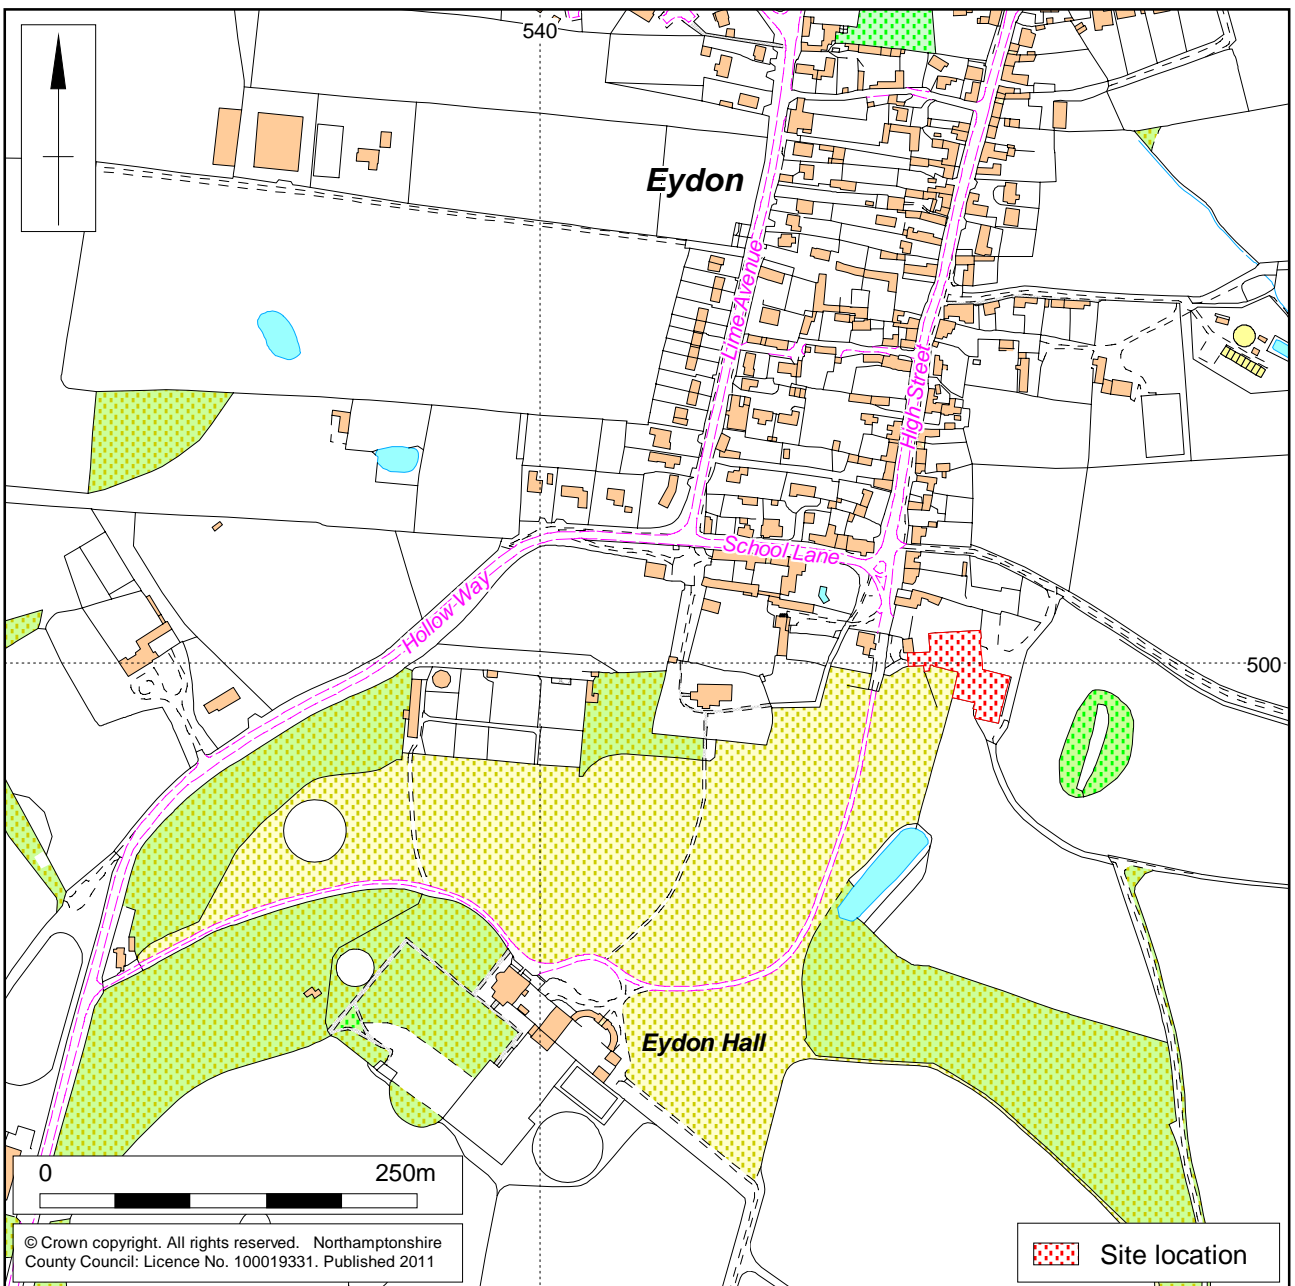 540
Eydon
Lime Avenue
High Street
School Lane
Hollow Way
500
Eydon Hall
0 250m
© Crown copyright. All rights reserved. Northamptonshire
County Council: Licence No. 100019331. Published 2011
Site location